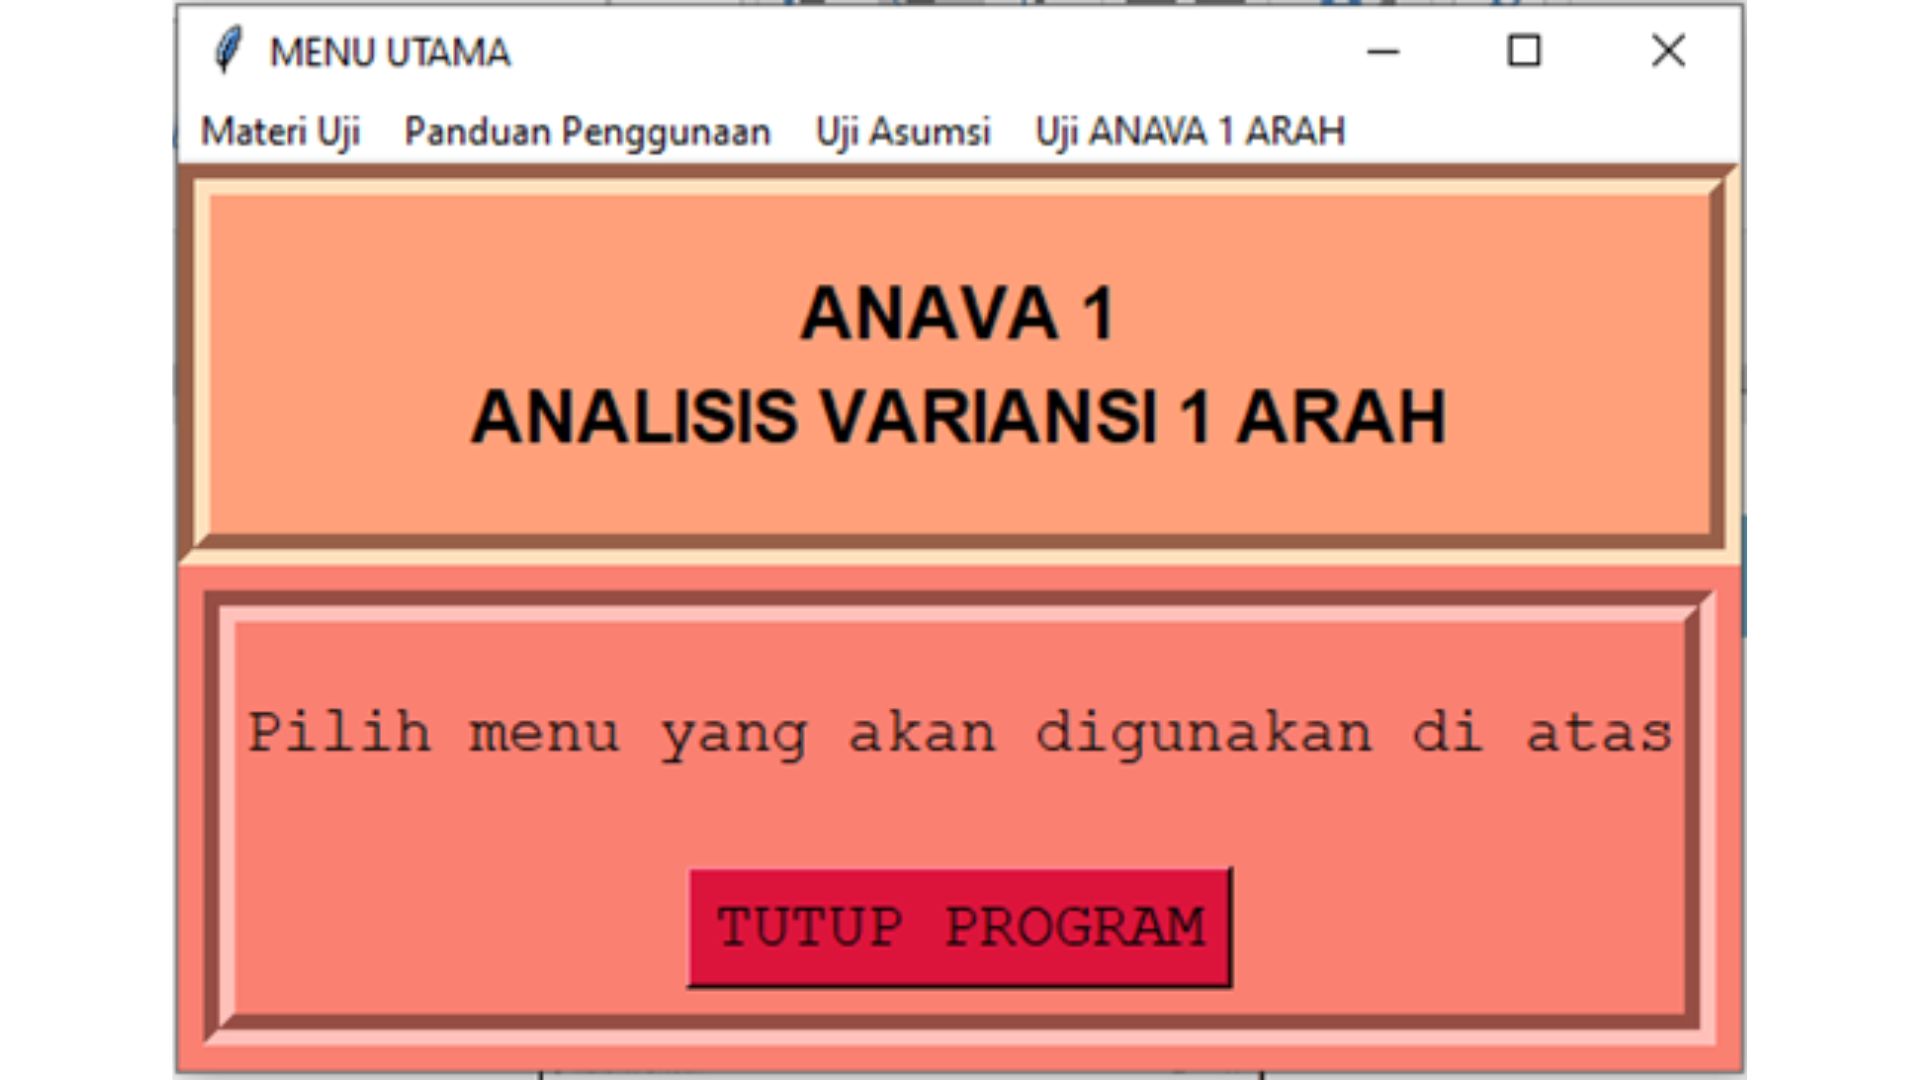 MENU UTAMA
Materi Uji Panduan Penggunaan Uji Asumsi Uji ANAVA 1 ARAH
ANAVA 1
ANALISIS VARIANSI 1 ARAH
Pilih menu yang akan digunakan di atas
TUTUP PROGRAM